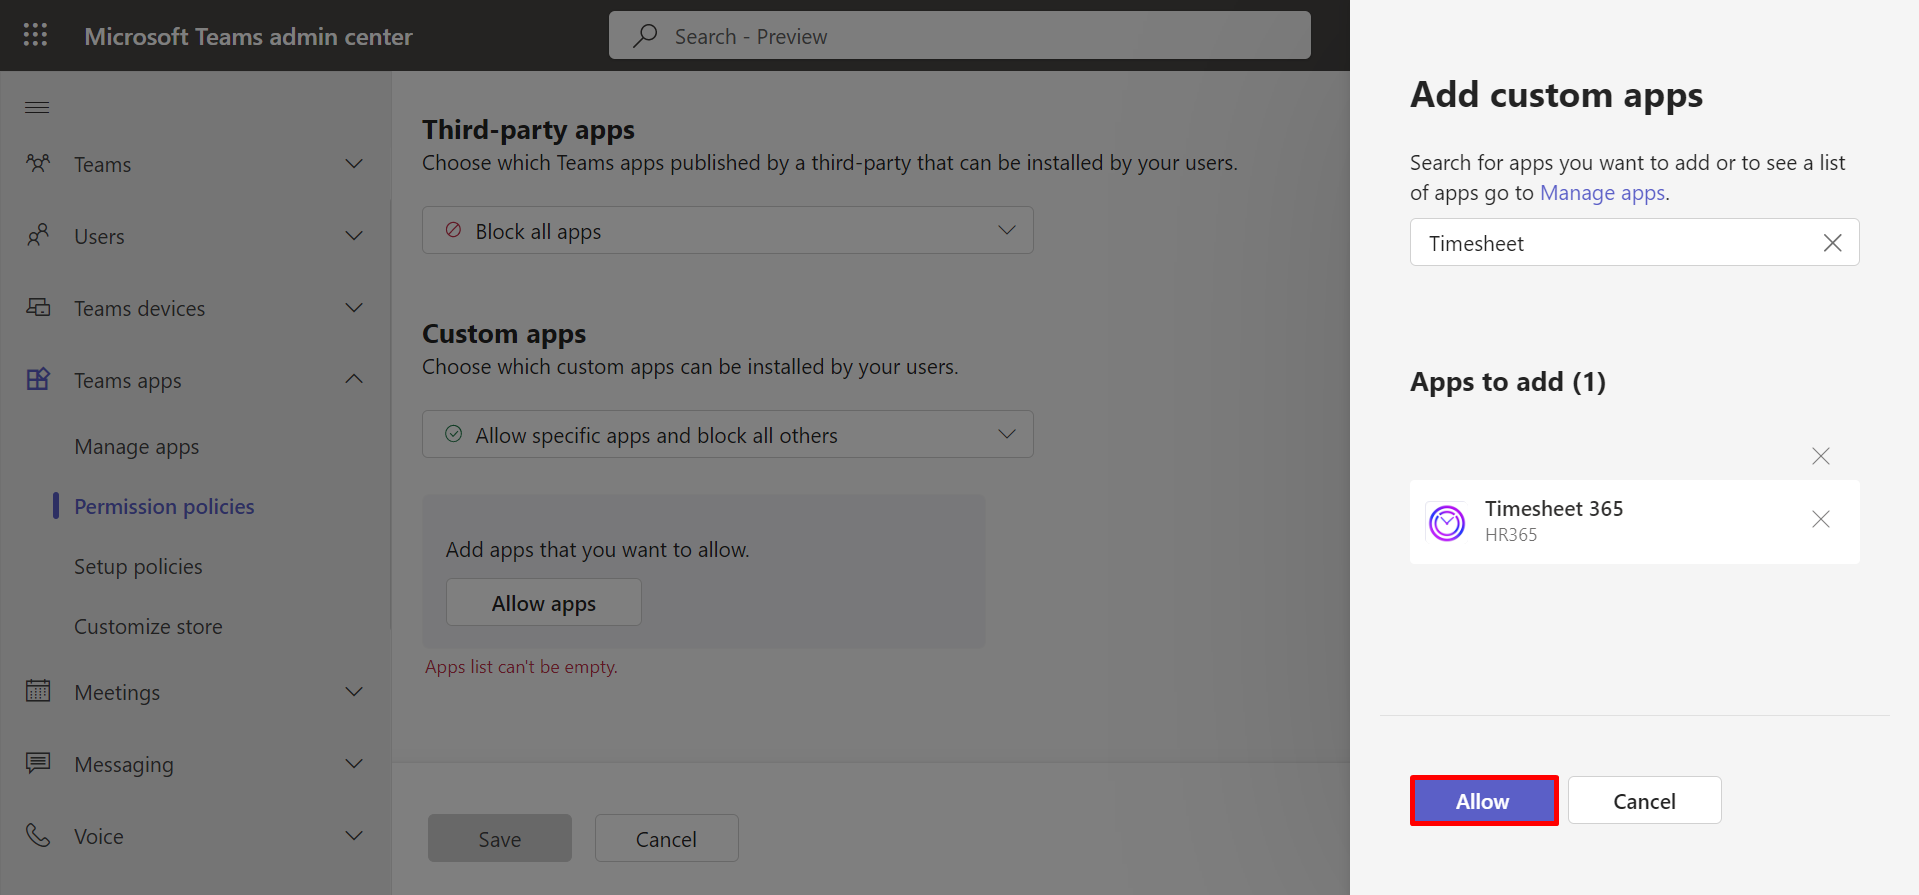 Microsoft Teams admin center
Search - Preview
Teams
Users
Teams devices
Teams apps
Manage apps
Permission policies
Setup policies
Customize store
Meetings
Messaging
Voice
Third-party apps
Choose which Teams apps published by a third-party that can be installed by your users.
Block all apps
Custom apps
Choose which custom apps can be installed by your users.
Allow specific apps and block all others
Add apps that you want to allow.
Allow apps
Apps list can't be empty.
Save
Cancel
Add custom apps
Search for apps you want to add or to see a list
of apps go to Manage apps.
Timesheet
Apps to add (1)
Timesheet 365
HR365
Allow
Cancel